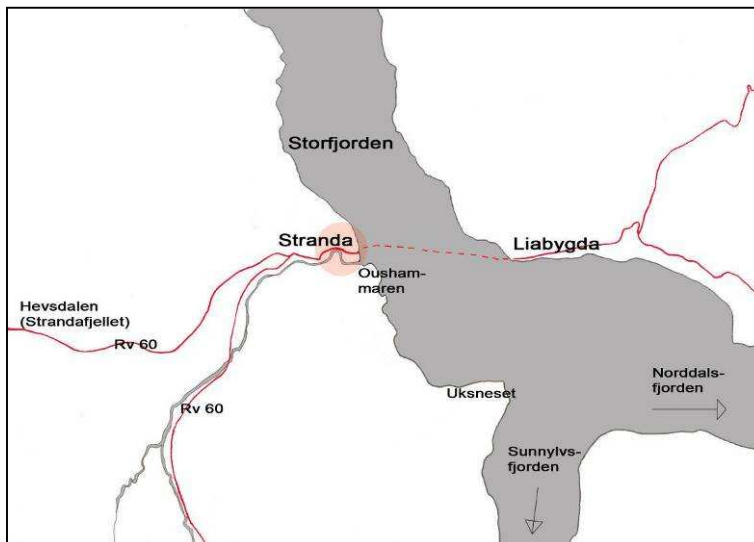 Storfjorden
Stranda
Liabygda
Ousham-
maren
Hevsdalen
(Strandafjellet)
Rv 60
Norddals-
fjorden
Uksneset
Rv 60
Sunnylvs-
fjorden